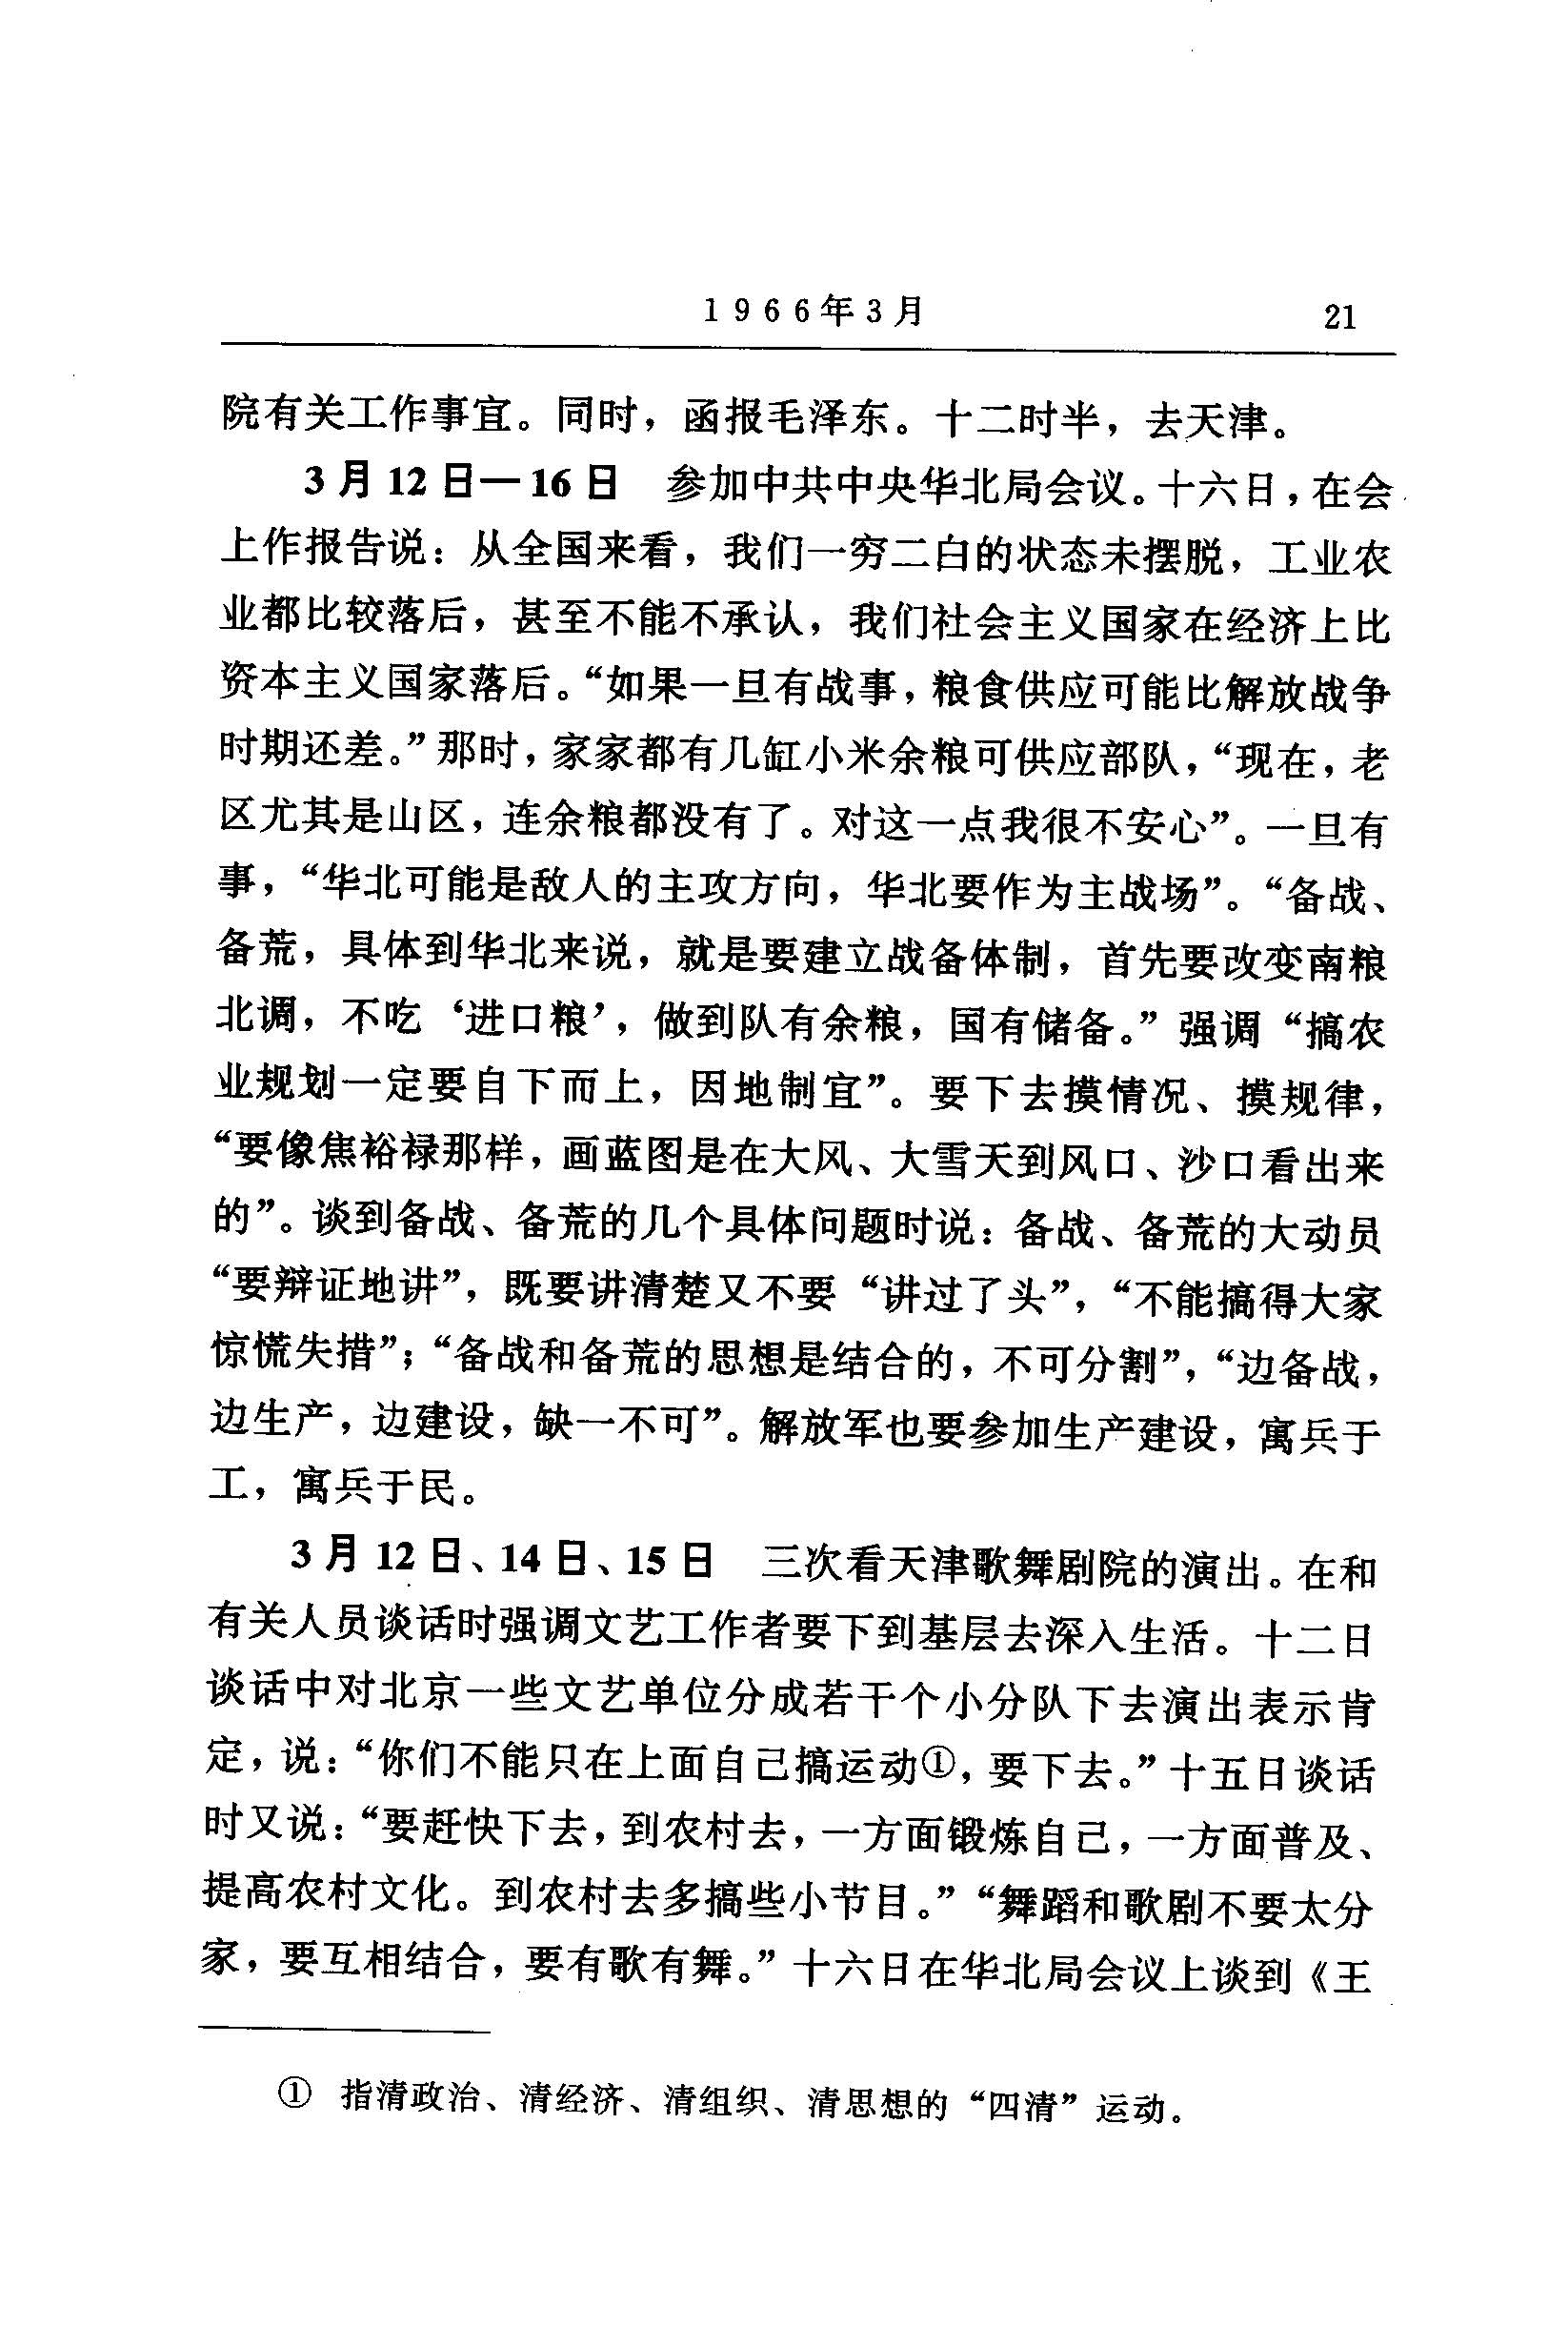 1966年3月 21
院有关工作事宜。同时，函报毛泽东。十二时半，去天津。
3月12日—16日 参加中共中央华北局会议。十六日，在会
上作报告说：从全国来看，我们一穷二白的状态未摆脱，工业农
业都比较落后，甚至不能不承认，我们社会主义国家在经济上比
资本主义国家落后。“如果一旦有战事，粮食供应可能比解放战争
时期还差。”那时，家家都有几缸小米余粮可供应部队，“现在，老
区尤其是山区，连余粮都没有了。对这一点我很不安心”。一旦有
事，“华北可能是敌人的主攻方向，华北要作为主战场”。“备战、
备荒，具体到华北来说，就是要建立战备体制，首先要改变南粮
北调，不吃‘进口粮’，做到队有余粮，国有储备。”强调“搞农
业规划一定要自下而上，因地制宜”。要下去摸情况、摸规律，
“要像焦裕禄那样，画蓝图是在大风、大雪天到风口、沙口看出来
的”。谈到备战、备荒的几个具体问题时说：备战、备荒的大动员
“要辩证地讲”，既要讲清楚又不要“讲过了头”，“不能搞得大家
惊慌失措”；“备战和备荒的思想是结合的，不可分割”，“边备战，
边生产，边建设，缺一不可”。解放军也要参加生产建设，寓兵于
工，寓兵于民。
3月12日、14日、15日 三次看天津歌舞剧院的演出。在和
有关人员谈话时强调文艺工作者要下到基层去深入生活。十二日
谈话中对北京一些文艺单位分成若干个小分队下去演出表示肯
定，说：“你们不能只在上面自己搞运动①，要下去。”十五日谈话
时又说：“要赶快下去，到农村去，一方面锻炼自己，一方面普及、
提高农村文化。到农村去多搞些小节目。”“舞蹈和歌剧不要太分
家，要互相结合，要有歌有舞。”十六日在华北局会议上谈到《王
① 指清政治、清经济、清组织、清思想的“四清”运动。